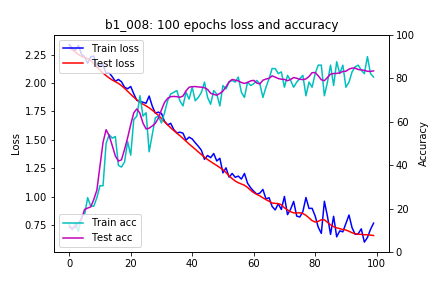 b1_008: 100 epochs loss and accuracy
Train loss
Test loss
Train acc
Test acc
Loss
Accuracy
2.25
2.00
1.75
1.50
1.25
1.00
0.75
100
80
60
40
20
0
0
20
40
60
80
100